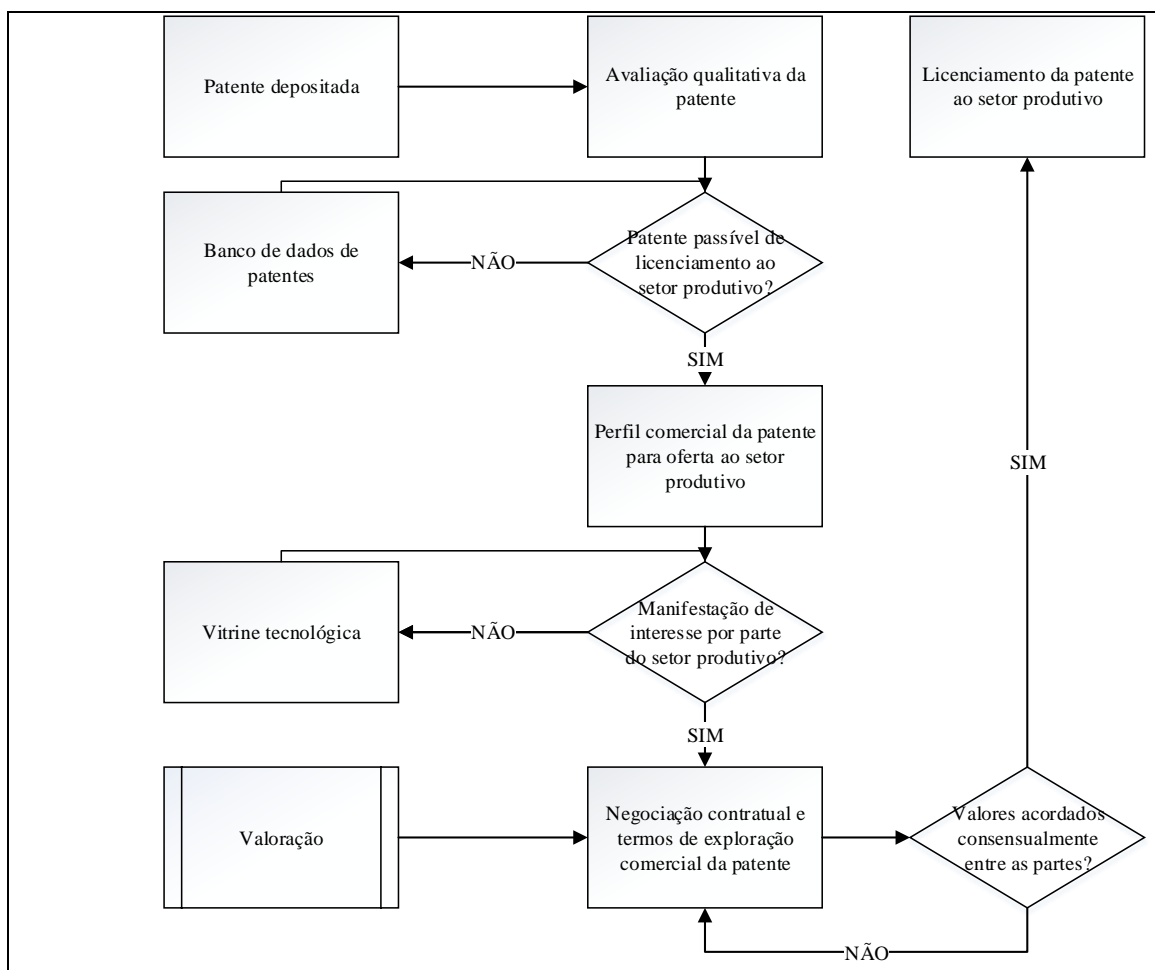 Patente depositada
Avaliação qualitativa da
patente
Licenciamento da patente
ao setor produtivo
Banco de dados de
patentes
NÃO
Patente passível de
licenciamento ao
setor produtivo?
SIM
Perfil comercial da patente
para oferta ao setor
produtivo
SIM
Vitrine tecnológica
NÃO
Manifestação de
interesse por parte
do setor produtivo?
SIM
Valoração
Negociação contratual e
termos de exploração
comercial da patente
Valores acordados
consensualmente
entre as partes?
NÃO